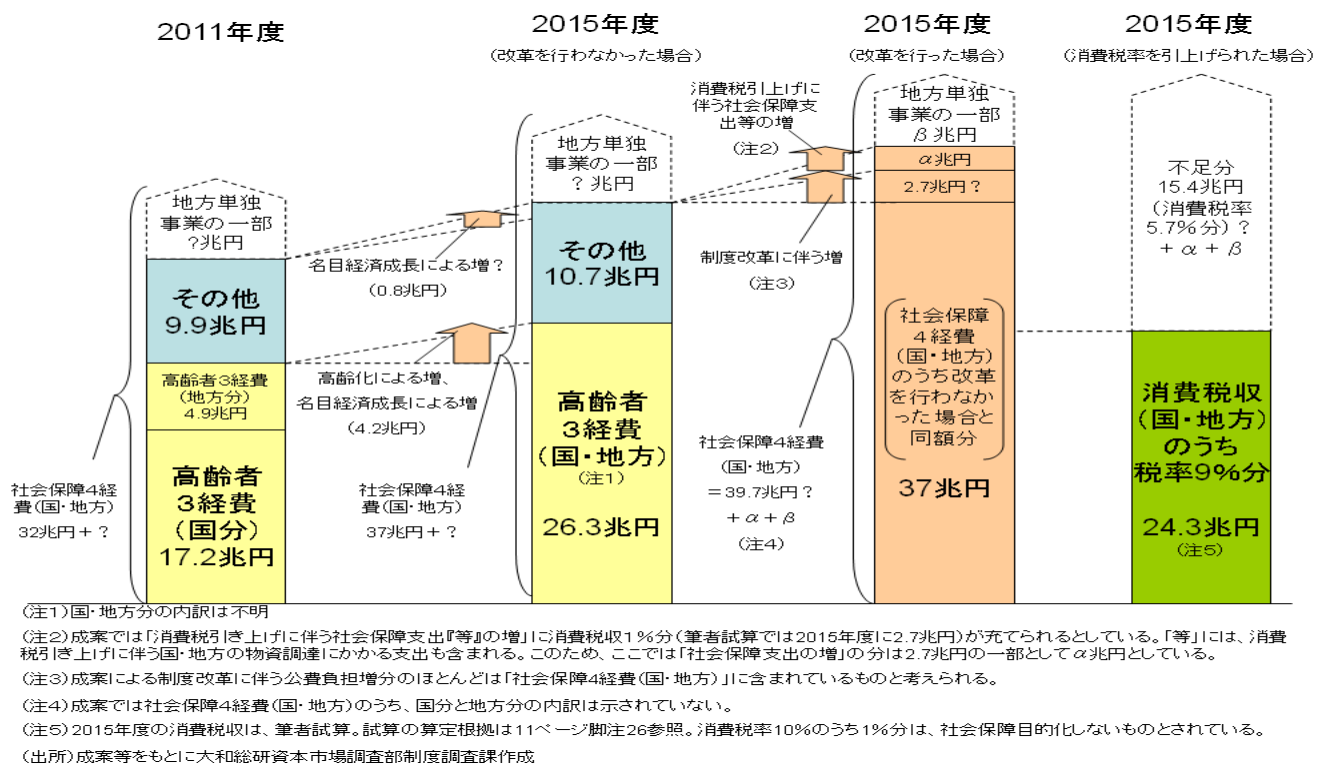 2011年度
2015年度
(改革を行わなかった場合)
2015年度
(改革を行った場合)
2015年度
(消費税率を引上げられた場合)
地方単独
事業の一部
?兆円
その他
9.9兆円
高齢者3経費
(地方分)
4.9兆円
高齢者
3経費
(国分)
17.2兆円
社会保障4経
費(国・地方)
32兆円+?
名目経済成長による増?
(0.8兆円)
高齢化による増、
名目経済成長による増
(4.2兆円)
社会保障4経
費(国・地方)
37兆円+?
地方単独
事業の一部
?兆円
その他
10.7兆円
高齢者
3経費
(国・地方)
(注1)
26.3兆円
消費税引上げに
伴う社会保障支
出等の増
(注2)
制度改革に伴う増
(注3)
社会保障4経費
(国・地方)
=39.7兆円?
+α+β
(注4)
地方単独
事業の一部
β兆円
α兆円
2.7兆円?
社会保障
4経費
(国・地方)
のうち改革
を行わなか
った場合と
同額分
37兆円
不足分
15.4兆円
(消費税率
5.7%分)?
+α+β
消費税収
(国・地方)
のうち
税率9%分
24.3兆円
(注5)
(注1)国・地方分の内訳は不明
(注2)成案では「消費税引き上げに伴う社会保障支出『等』の増」に消費税収1%分(筆者試算では2015年度に2.7兆円)が充てられるとしている。「等」には、消費
税引き上げに伴う国・地方の物資調達にかかる支出も含まれる。このため、ここでは「社会保障支出の増」の分は2.7兆円の一部としてα兆円としている。
(注3)成案による制度改革に伴う公費負担増分のほとんどは「社会保障4経費(国・地方)」に含まれているものと考えられる。
(注4)成案では社会保障4経費(国・地方)のうち、国分と地方分の内訳は示されていない。
(注5)2015年度の消費税収は、筆者試算。試算の算定根拠は11ページ脚注26参照。消費税率10%のうち1%分は、社会保障目的化しないものとされている。
(出所)成案等をもとに大和総研資本市場調査部制度調査課作成